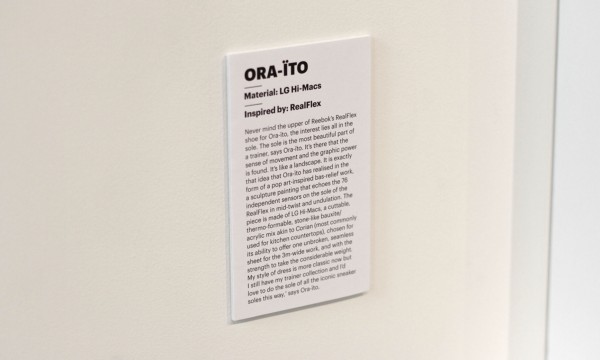 ORA-ÏTO
Material: LG Hi-Macs
Inspired by: RealFlex
Never mind the upper of Reebok's RealFlex
shoe for Ora-ïto, the interest lies all in the
sole. The sole is the most beautiful part of
a trainer, says Ora-ïto. It's there that the
sense of movement and the graphic power
is found. It's like a landscape. It is exactly
that idea that Ora-ïto has realised in the
form of a pop art-inspired bas-relief work,
a sculpture painting that echoes the 76
independent sensors on the sole of the
RealFlex in mid-twist and undulation. The
piece is made of LG Hi-Macs, a cuttable,
thermo-formable, stone-like bauxite/
acrylic mix akin to Corian (most commonly
used for kitchen countertops), chosen for
its ability to offer one unbroken, seamless
sheet for the 3m-wide work, and with the
strength to take the considerable weight.
My style of dress is more classic now but
I still have my trainer collection and I'd
love to do the sole of all the iconic sneaker
soles this way,' says Ora-ïto.